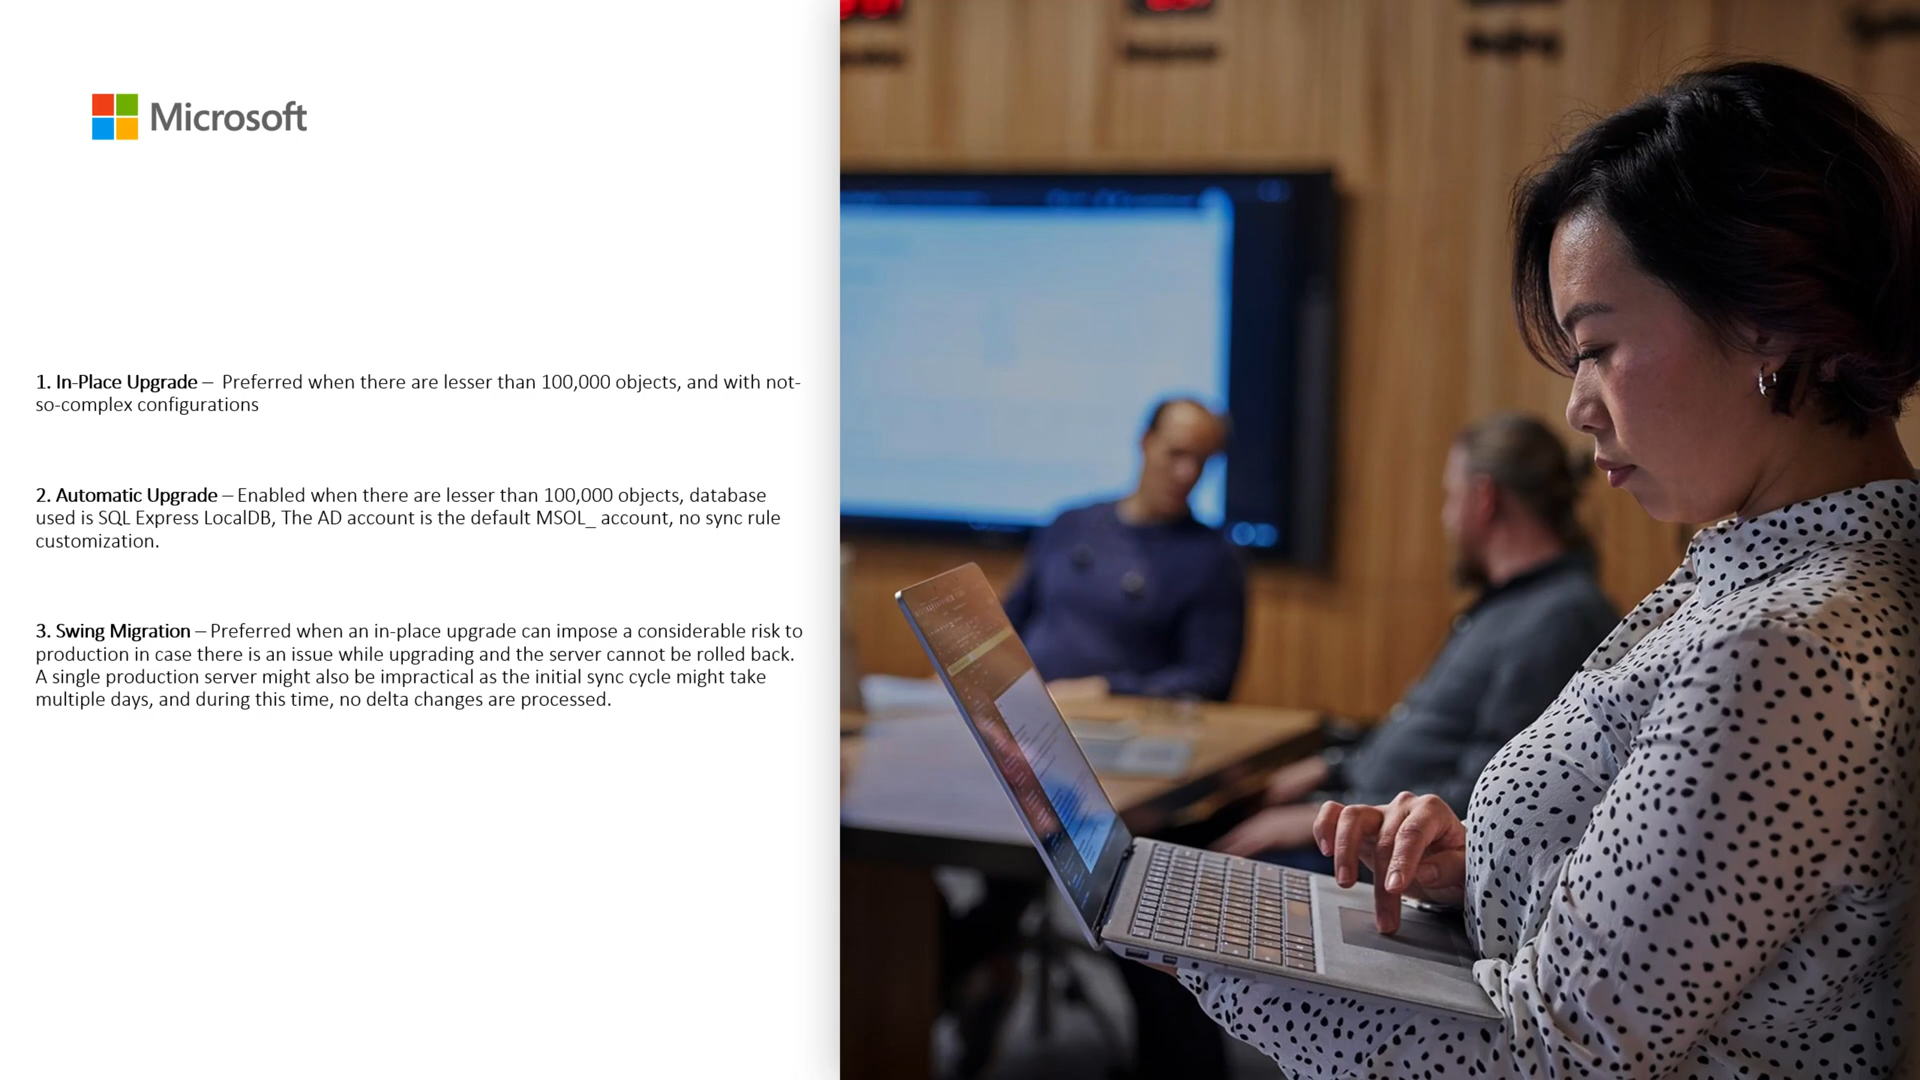 Microsoft
1. In-Place Upgrade – Preferred when there are lesser than 100,000 objects, and with not-
so-complex configurations
2. Automatic Upgrade – Enabled when there are lesser than 100,000 objects, database
used is SQL Express LocalDB, The AD account is the default MSOL_ account, no sync rule
customization.
3. Swing Migration – Preferred when an in-place upgrade can impose a considerable risk to
production in case there is an issue while upgrading and the server cannot be rolled back.
A single production server might also be impractical as the initial sync cycle might take
multiple days, and during this time, no delta changes are processed.